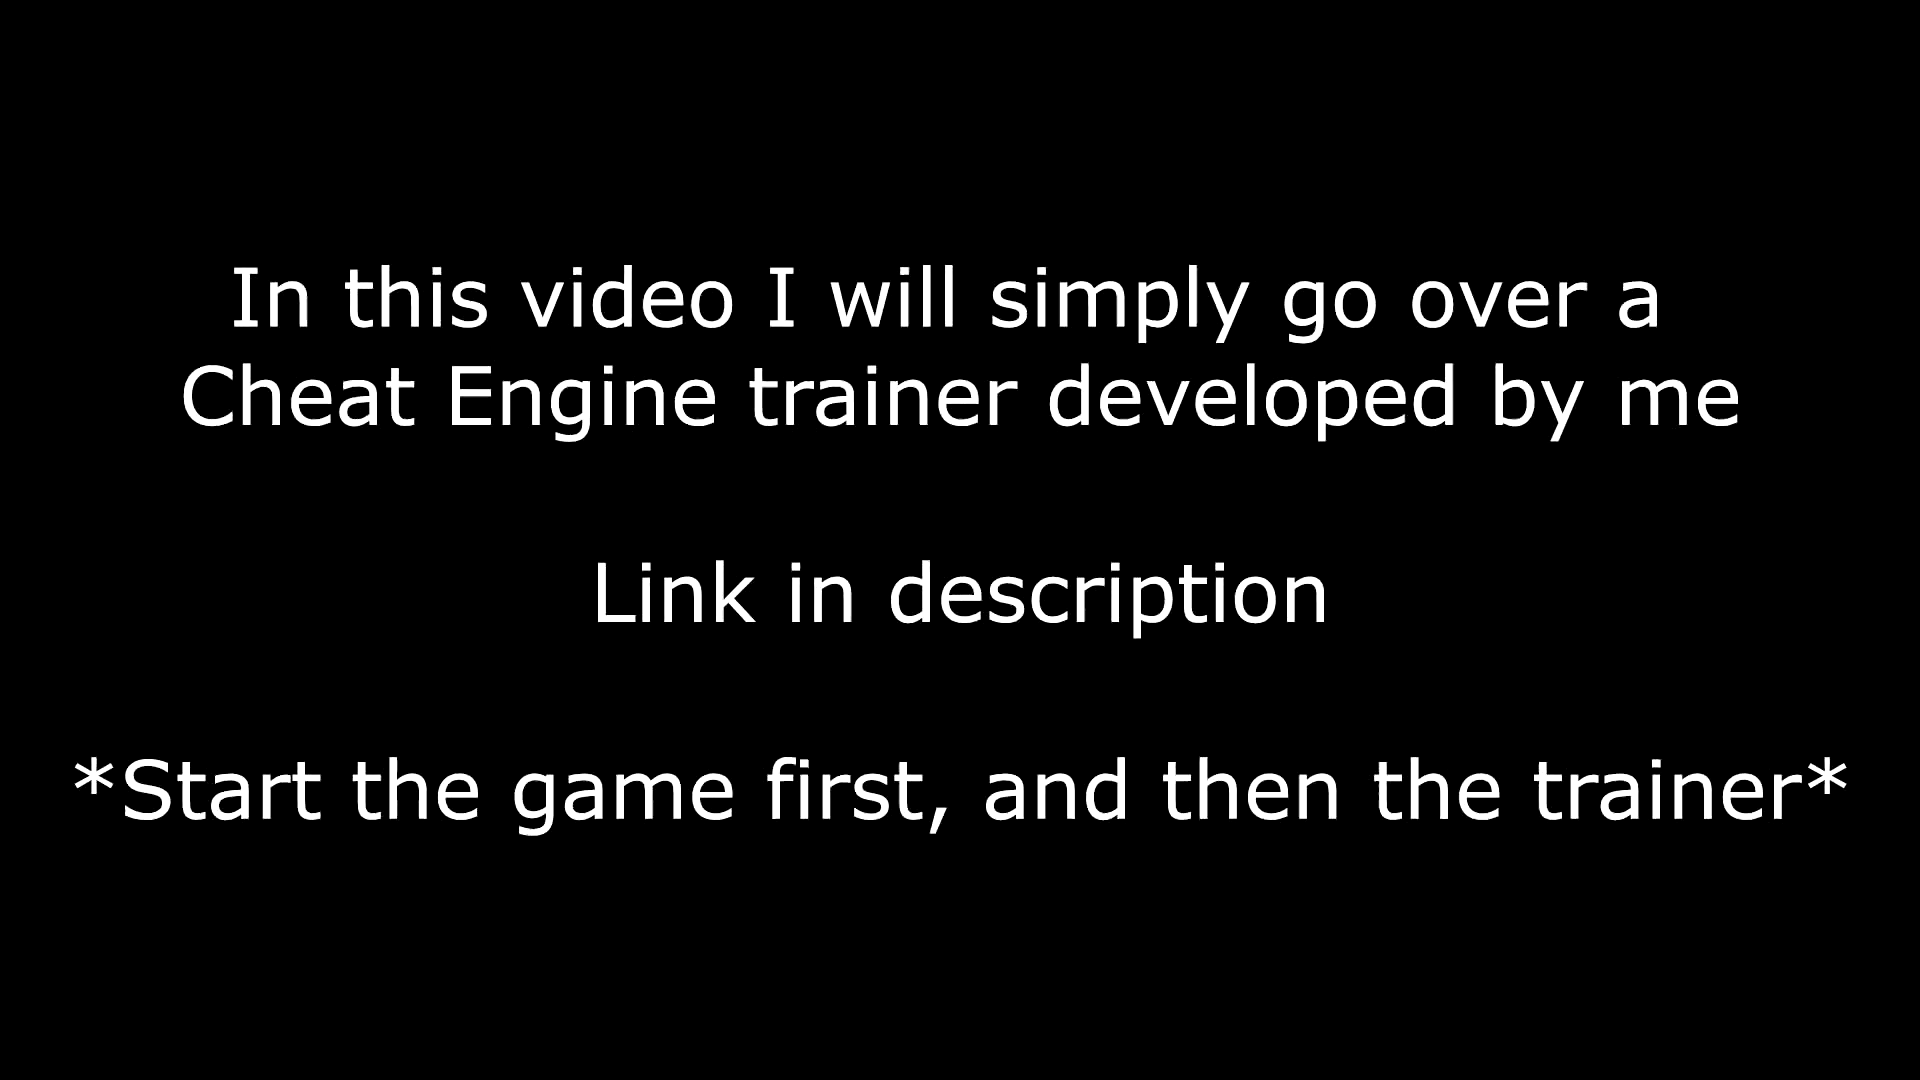 In this video I will simply go over a
Cheat Engine trainer developed by me
Link in description
*Start the game first, and then the trainer*